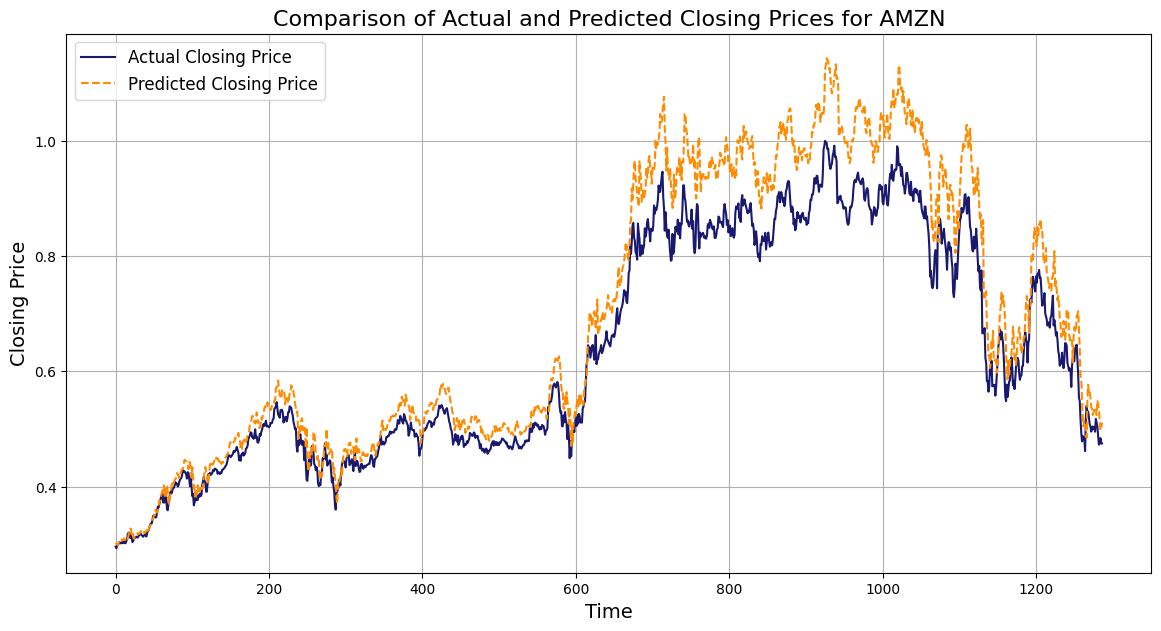 Comparison of Actual and Predicted Closing Prices for AMZN
Actual Closing Price
Predicted Closing Price
Closing Price
1.0
0.8
0.6
0.4
0 200 400 600 800 1000 1200
Time